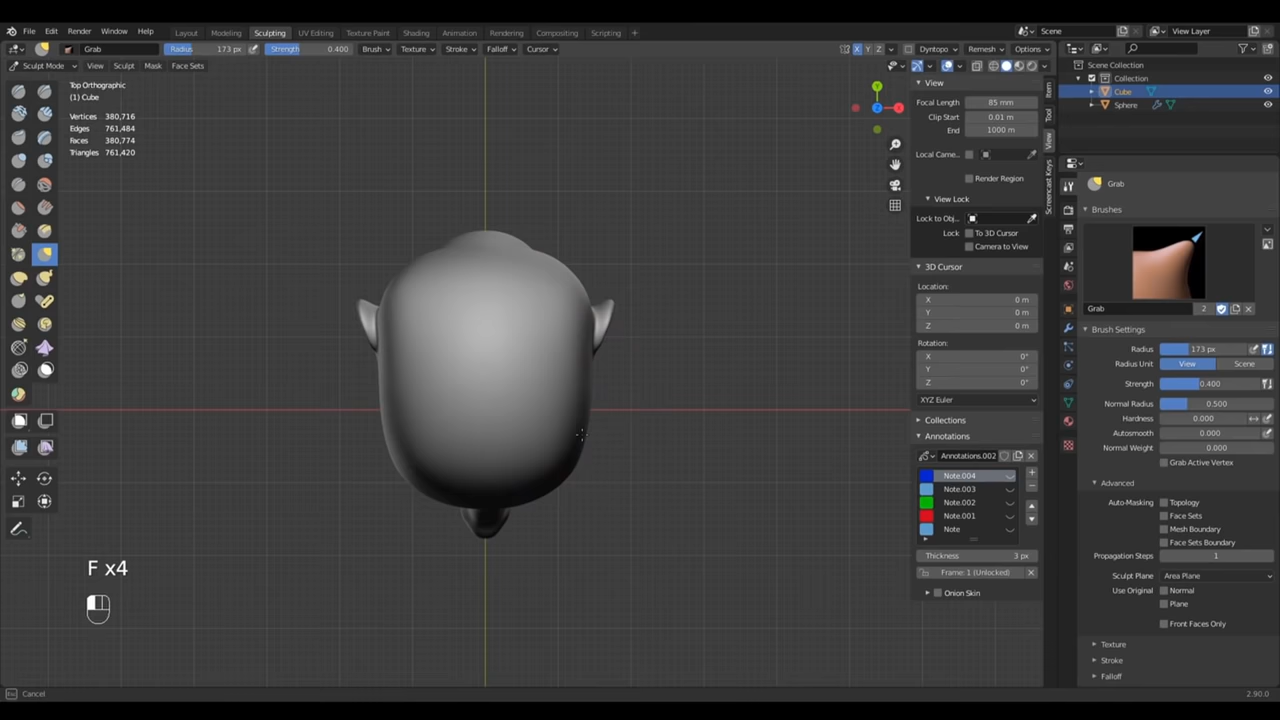 File Edit Render Window Help Layout Modeling Sculpting UV Editing Texture Paint Shading Animation Rendering Compositing Scripting + Scene View Layer
Grab Radius 173 px Strength 0.400 Brush Texture Stroke Falloff Cursor X Y Z Dyntopo Remesh Options
Sculpt Mode View Sculpt Mask Face Sets
Top Orthographic
(1) Cube
Vertices 380,716
Edges 761,484
Faces 380,774
Triangles 761,420
Y
Z
X
View
Focal Length 85 mm
Clip Start 0.01 m
End 1000 m
Local Came...
Render Region
View Lock
Lock to Obj...
Lock To 3D Cursor
Camera to View
3D Cursor
Location:
X 0 m
Y 0 m
Z 0 m
Rotation:
X 0°
Y 0°
Z 0°
XYZ Euler
Collections
Annotations
Annotations.002
Note.004
Note.003
Note.002
Note.001
Note
Thickness 3 px
Frame: 1 (Unlocked)
Onion Skin
Item
Tool
View
Screencast Keys
Scene Collection
Collection
Cube
Sphere
Grab
Brushes
Grab 2
Brush Settings
Radius 173 px
Radius Unit View Scene
Strength 0.400
Normal Radius 0.500
Hardness 0.000
Autosmooth 0.000
Normal Weight 0.000
Grab Active Vertex
Advanced
Auto-Masking Topology
Face Sets
Mesh Boundary
Face Sets Boundary
Propagation Steps 1
Sculpt Plane Area Plane
Use Original Normal
Plane
Front Faces Only
Texture
Stroke
Falloff
F x4
Cancel
2.90.0